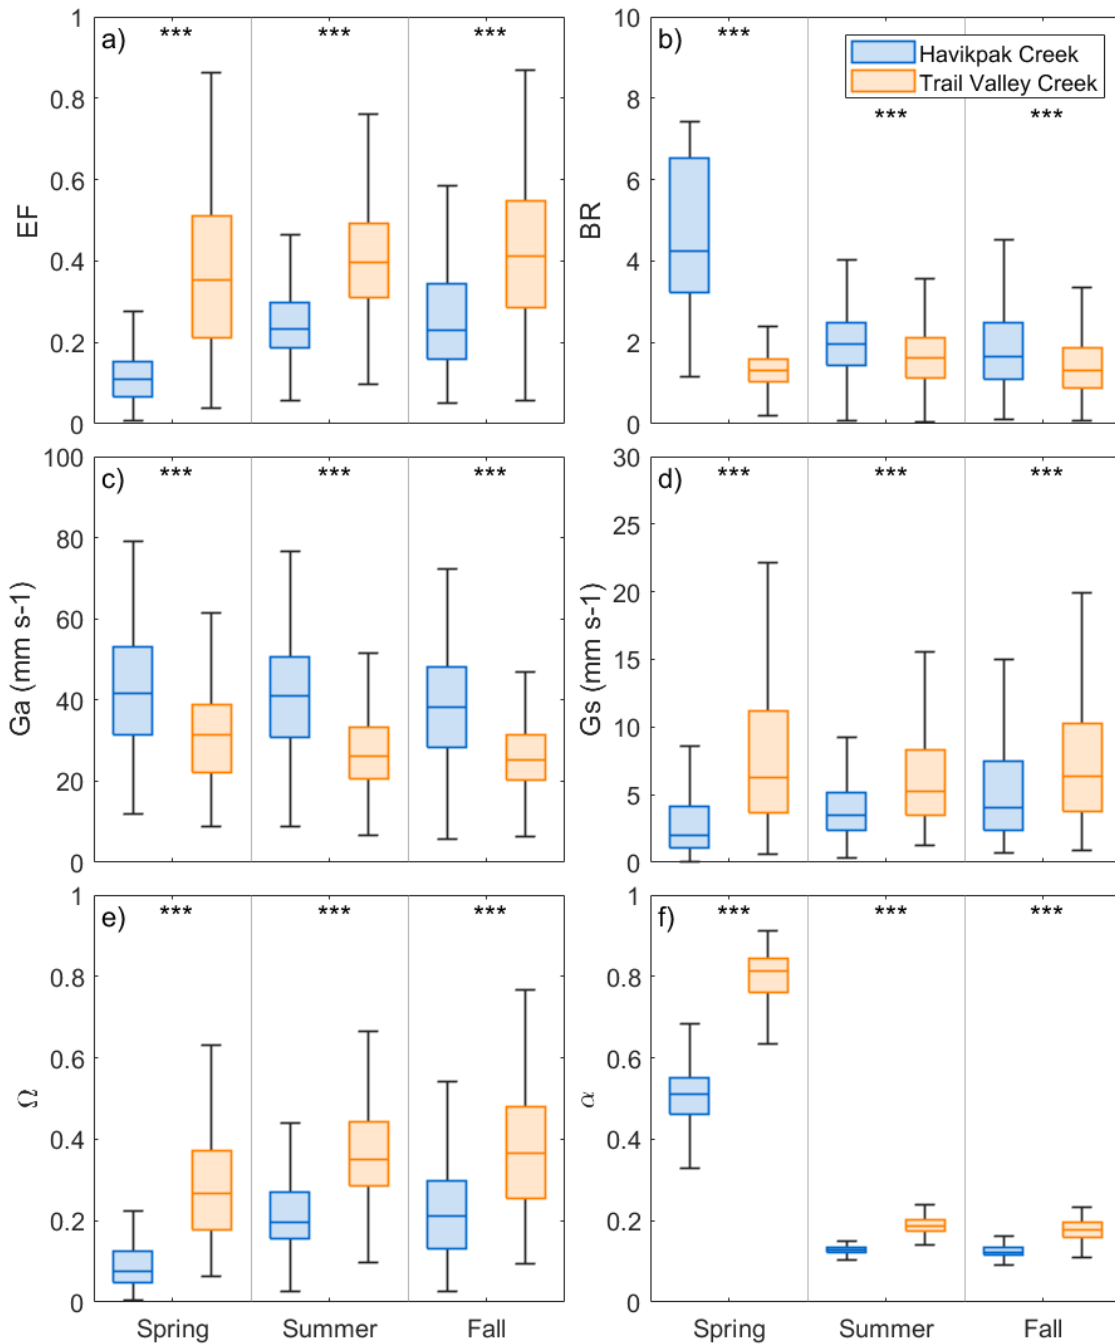 a) *** *** ***
1
0.8
0.6
0.4
0.2
0
EF
b) ***
Havikpak Creek
Trail Valley Creek
*** ***
10
8
6
4
2
0
BR
c) *** *** ***
100
80
60
40
20
0
Ga (mm s-1)
d) *** *** ***
30
25
20
15
10
5
0
Gs (mm s-1)
e) *** *** ***
1
0.8
0.6
0.4
0.2
0
Ω
Spring Summer Fall
f) *** *** ***
1
0.8
0.6
0.4
0.2
0
α
Spring Summer Fall